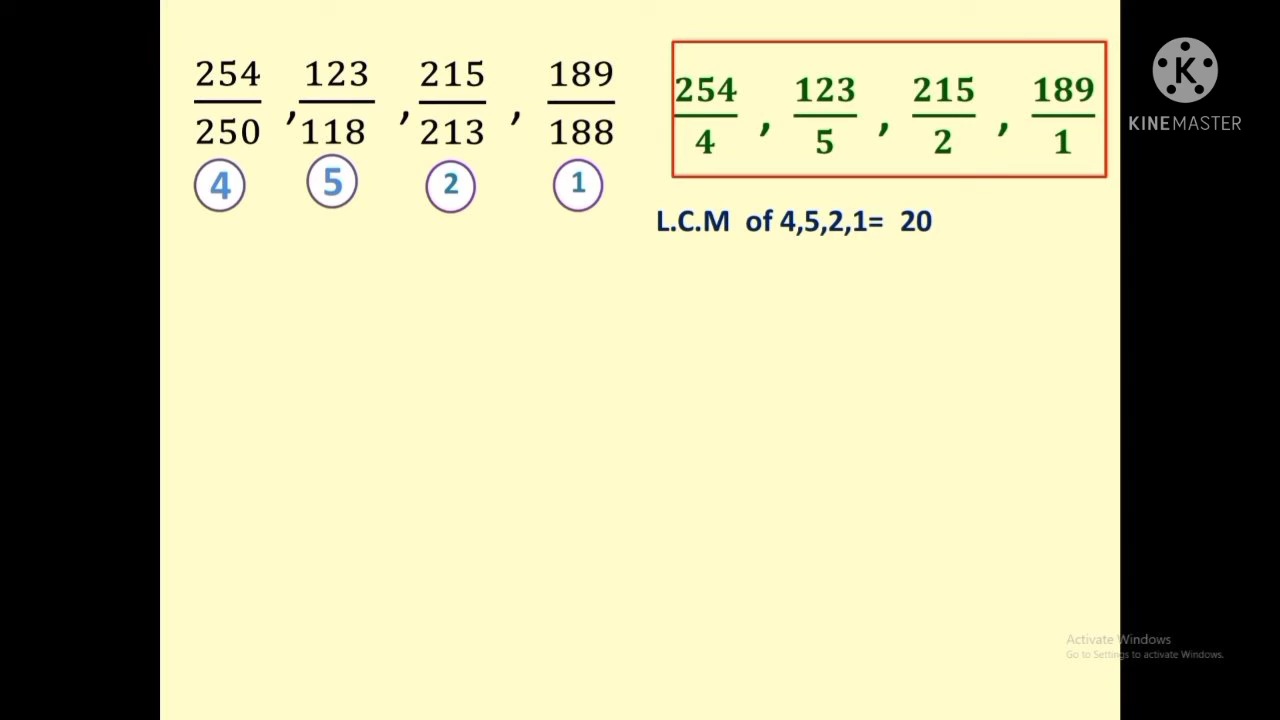 254/250 , 123/118 , 215/213 , 189/188
4 5 2 1
254/4 , 123/5 , 215/2 , 189/1
L.C.M of 4,5,2,1= 20
K
KINEMASTER
Activate Windows
Go to Settings to activate Windows.